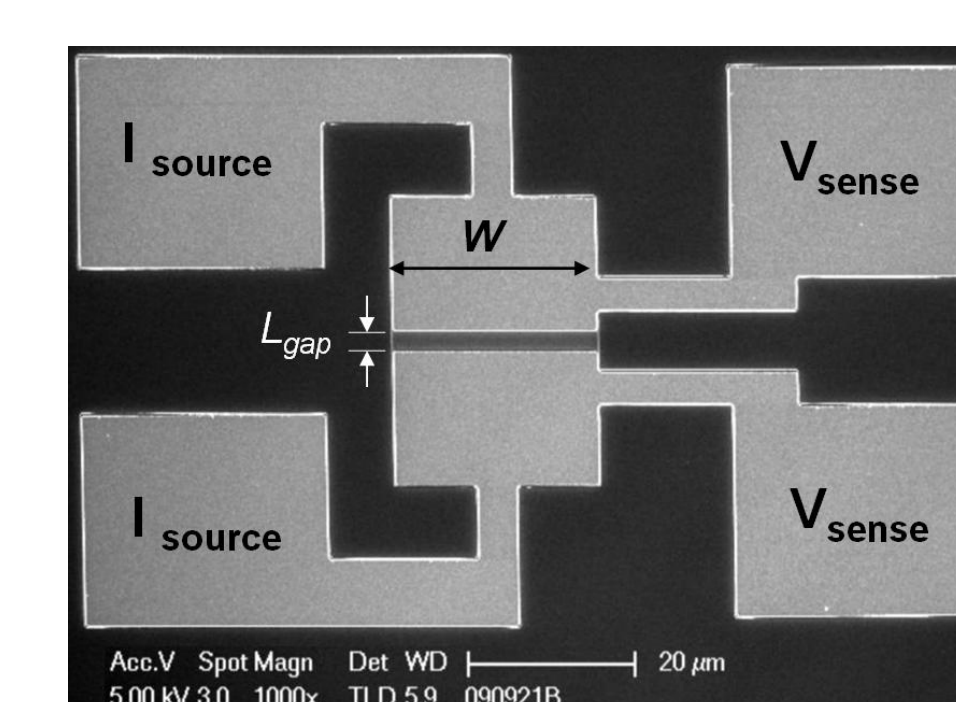 I source
V sense
W
L gap
I source
V sense
Acc.V Spot Magn Det WD 20 μm
5.00 kV 3.0 1000x TLD 5.9 090921B